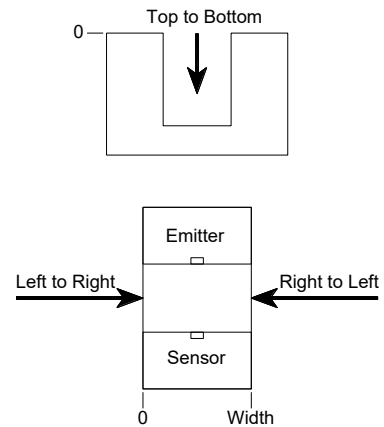 Top to Bottom
0
Emitter
Left to Right
Right to Left
Sensor
0
Width